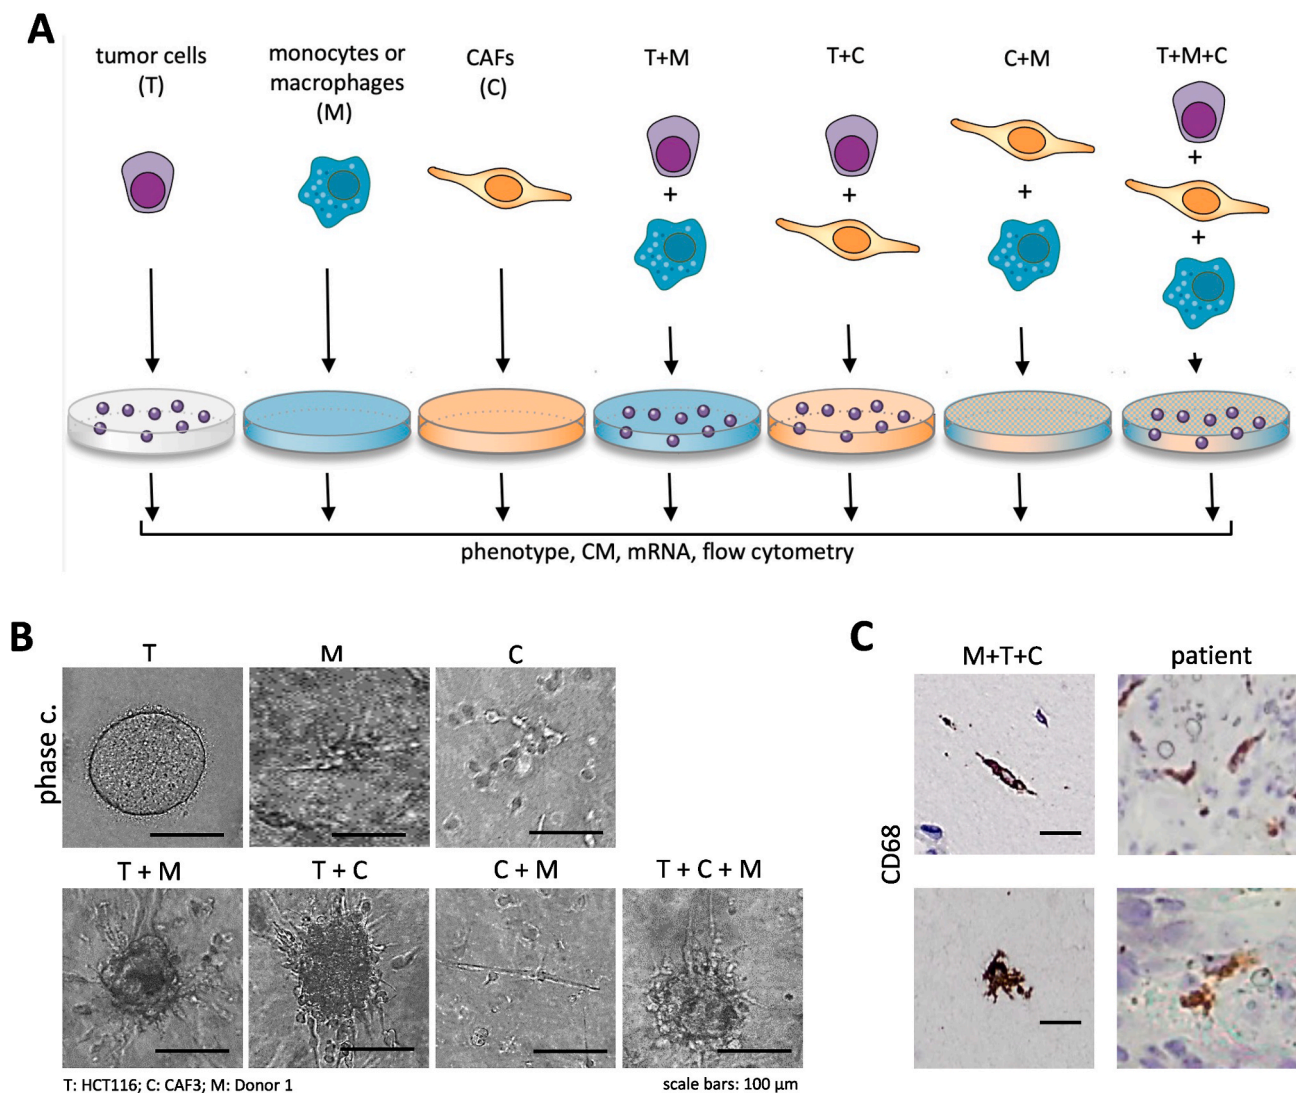 A
tumor cells
(T)
monocytes or
macrophages
(M)
CAFs
(C)
T+M
T+C
C+M
T+M+C
+
+
+
+
+
phenotype, CM, mRNA, flow cytometry
B
T
M
C
phase c.
T + M
T + C
C + M
T + C + M
T: HCT116; C: CAF3; M: Donor 1
scale bars: 100 µm
C
M+T+C
patient
CD68